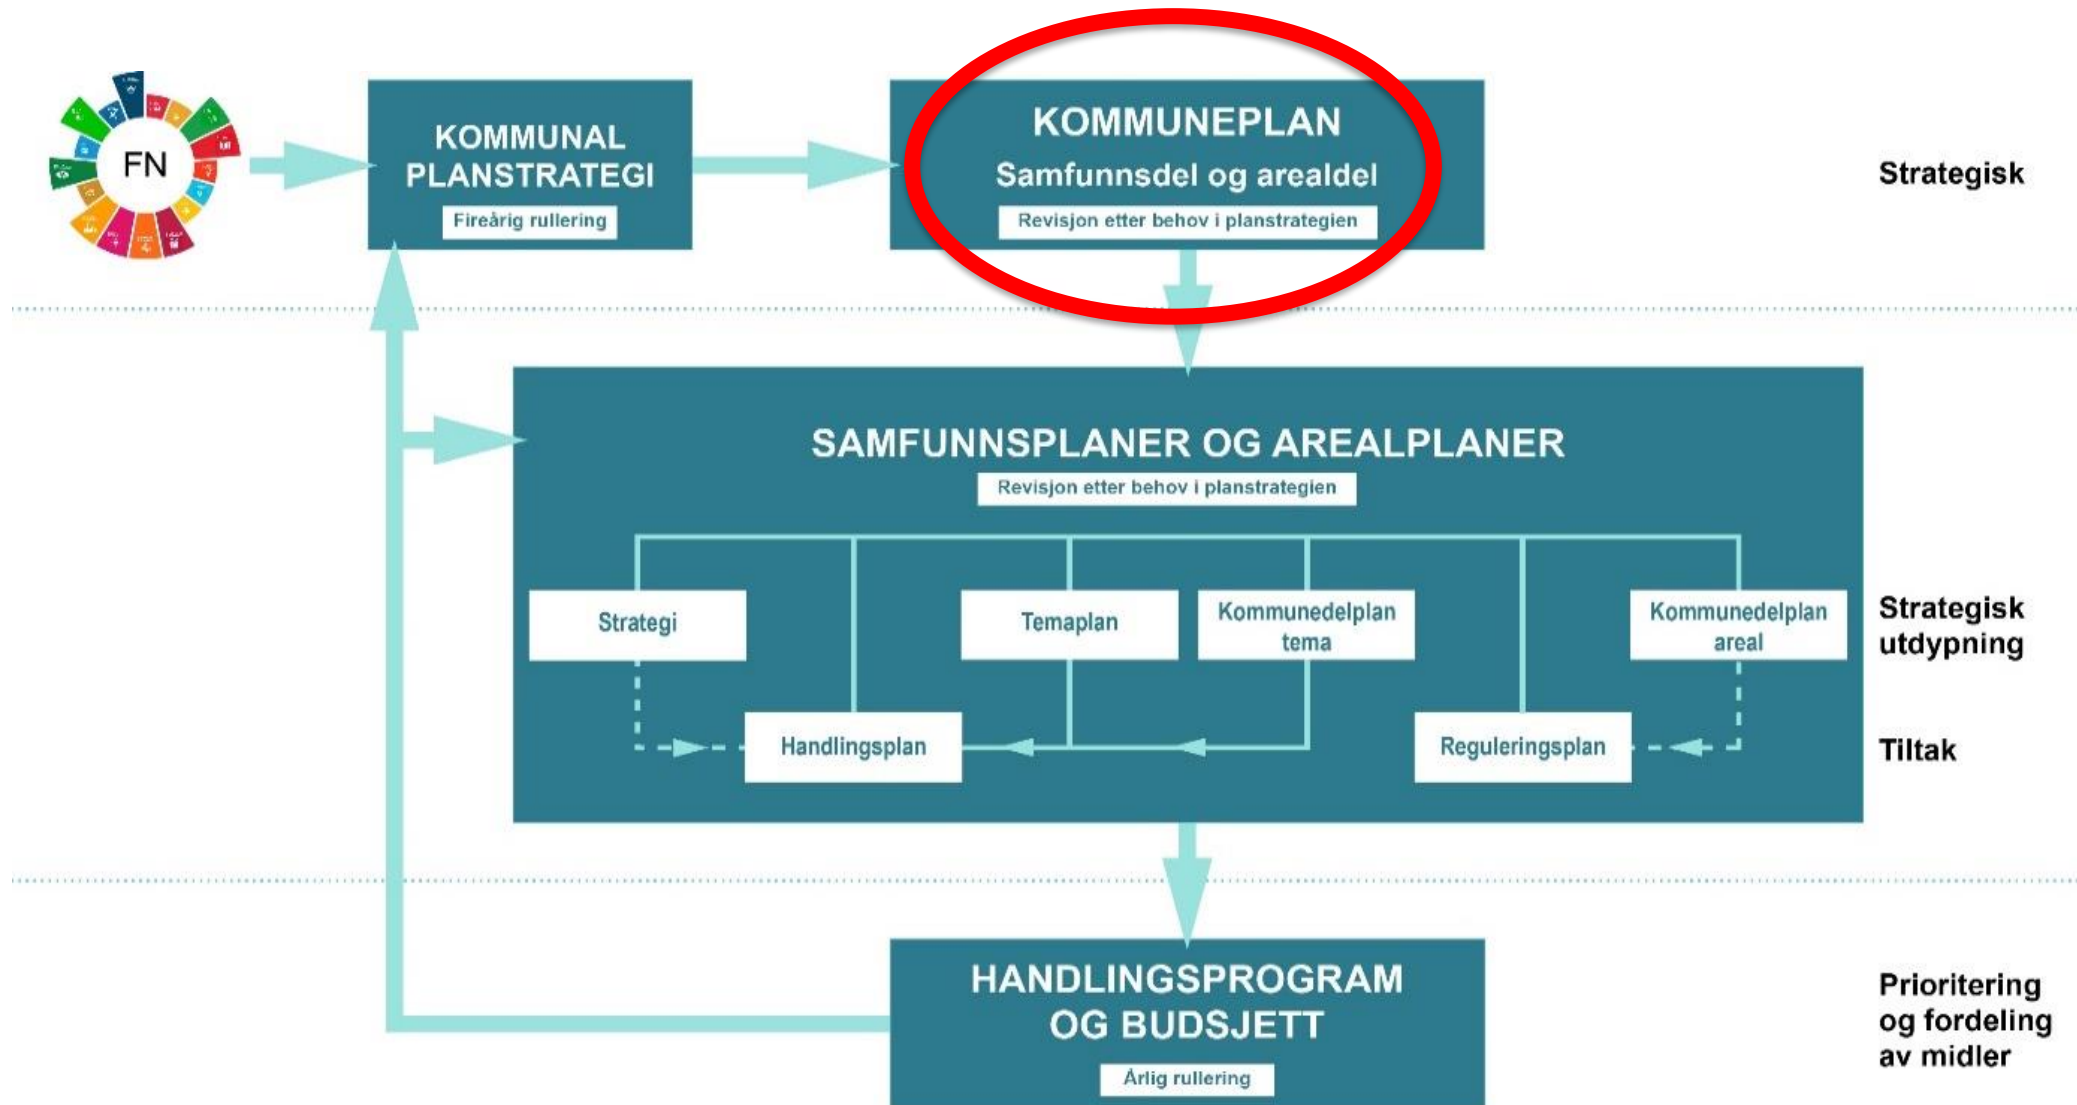 FN
KOMMUNAL
PLANSTRATEGI
Fireårig rullering
KOMMUNEPLAN
Samfunnsdel og arealdel
Revisjon etter behov i planstrategien
Strategisk
SAMFUNNSPLANER OG AREALPLANER
Revisjon etter behov i planstrategien
Strategi
Temaplan
Kommunedelplan
tema
Kommunedelplan
areal
Strategisk
utdypning
Handlingsplan
Reguleringsplan
Tiltak
HANDLINGSPROGRAM
OG BUDSJETT
Årlig rullering
Prioritering
og fordeling
av midler